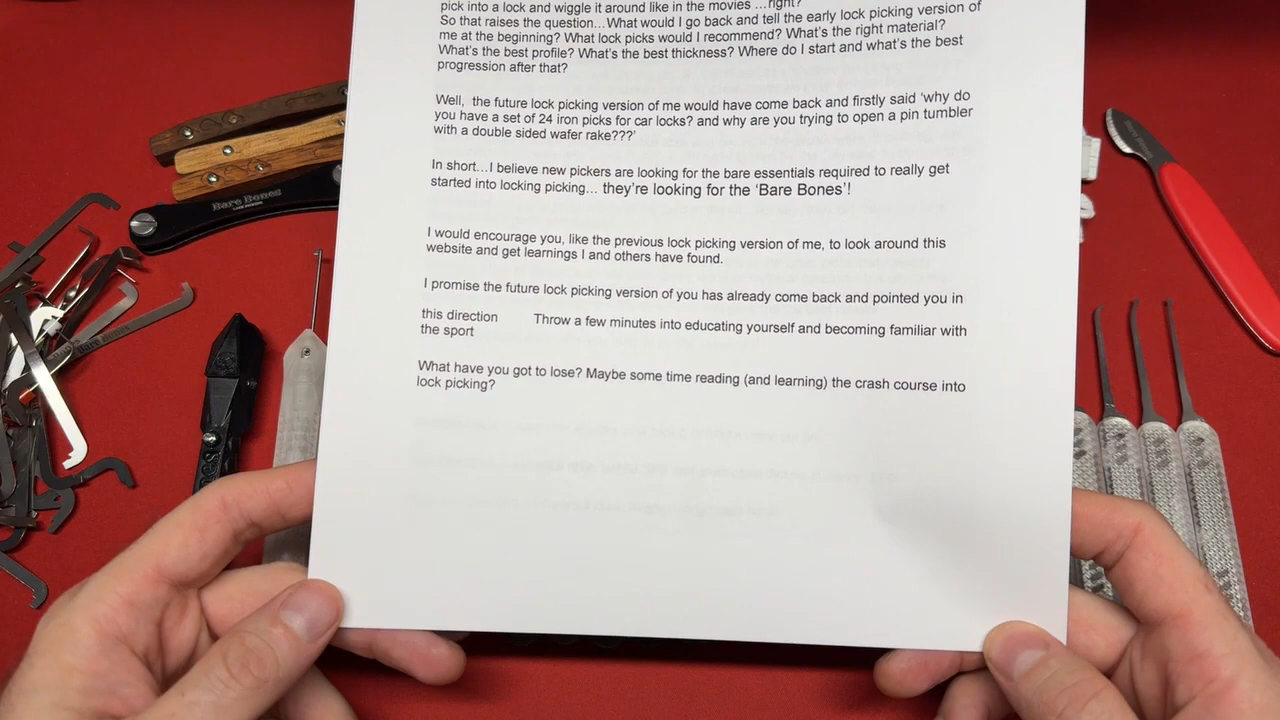 pick into a lock and wiggle it around like in the movies ...right?
So that raises the question...What would I go back and tell the early lock picking version of
me at the beginning? What lock picks would I recommend? What's the right material?
What's the best profile? What's the best thickness? Where do I start and what's the best
progression after that?
Well, the future lock picking version of me would have come back and firstly said 'why do
you have a set of 24 iron picks for car locks? and why are you trying to open a pin tumbler
with a double sided wafer rake???'
In short...I believe new pickers are looking for the bare essentials required to really get
started into locking picking... they're looking for the 'Bare Bones'!
I would encourage you, like the previous lock picking version of me, to look around this
website and get learnings I and others have found.
I promise the future lock picking version of you has already come back and pointed you in
this direction Throw a few minutes into educating yourself and becoming familiar with
the sport
What have you got to lose? Maybe some time reading (and learning) the crash course into
lock picking?
Bare Bones
Bare Bones